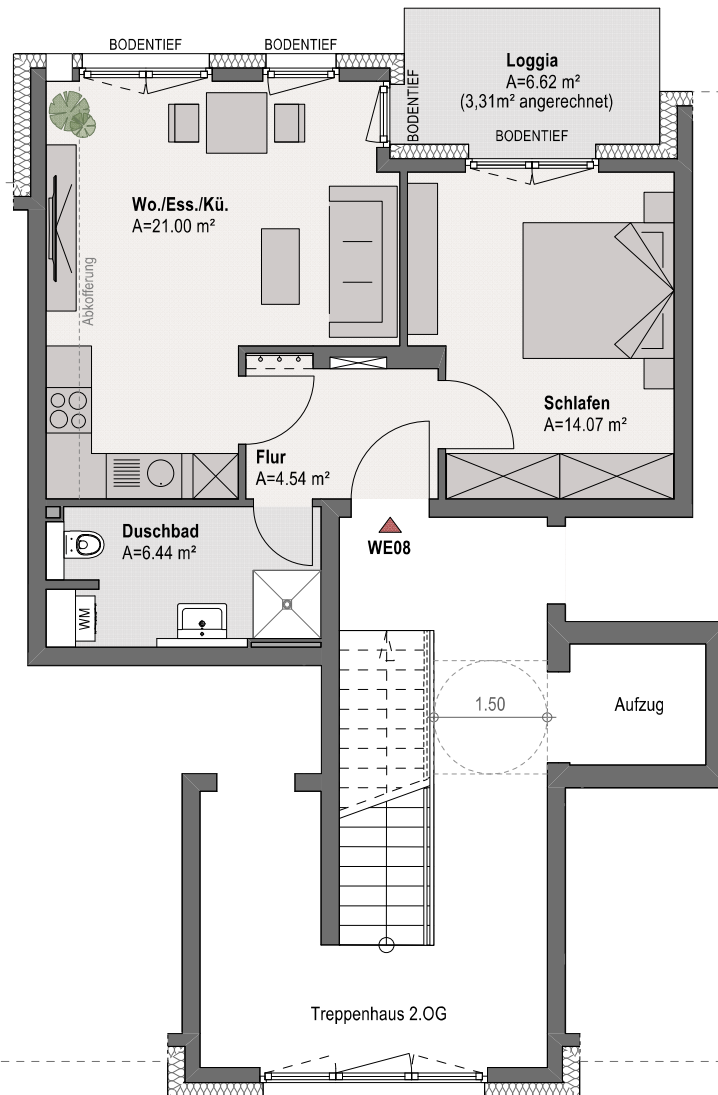 BODENTIEF
BODENTIEF
Loggia
A=6.62 m²
(3,31m² angerechnet)
BODENTIEF
BODENTIEF
Wo./Ess./Kü.
A=21.00 m²
Abkofferung
Schlafen
A=14.07 m²
Flur
A=4.54 m²
Duschbad
A=6.44 m²
WE08
WM
1.50
Aufzug
Treppenhaus 2.OG